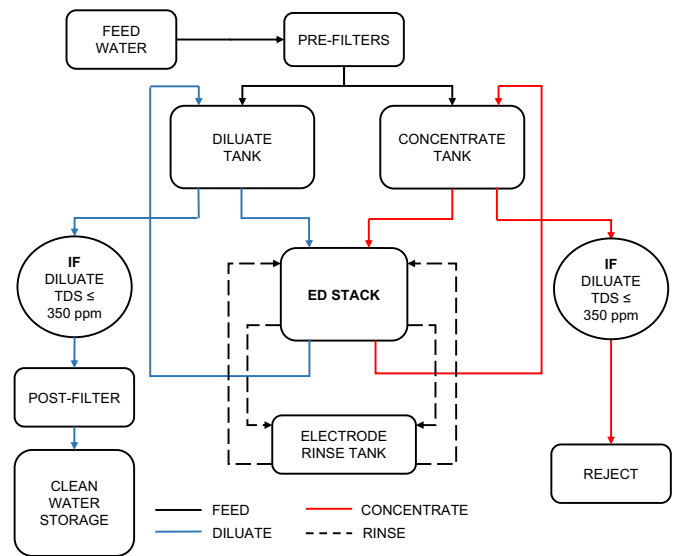 FEED
WATER
PRE-FILTERS
DILUATE
TANK
CONCENTRATE
TANK
IF
DILUATE
TDS ≤
350 ppm
ED STACK
IF
DILUATE
TDS ≤
350 ppm
POST-FILTER
ELECTRODE
RINSE TANK
REJECT
CLEAN
WATER
STORAGE
FEED
CONCENTRATE
DILUATE
RINSE